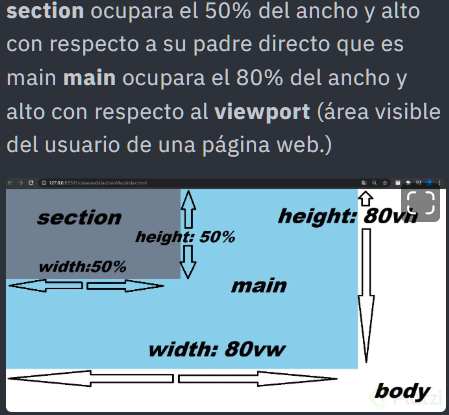 section ocupara el 50% del ancho y alto
con respecto a su padre directo que es
main main ocupara el 80% del ancho y
alto con respecto al viewport (área visible
del usuario de una página web.)
section
height: 80vh
height: 50%
width:50%
main
width: 80vw
body